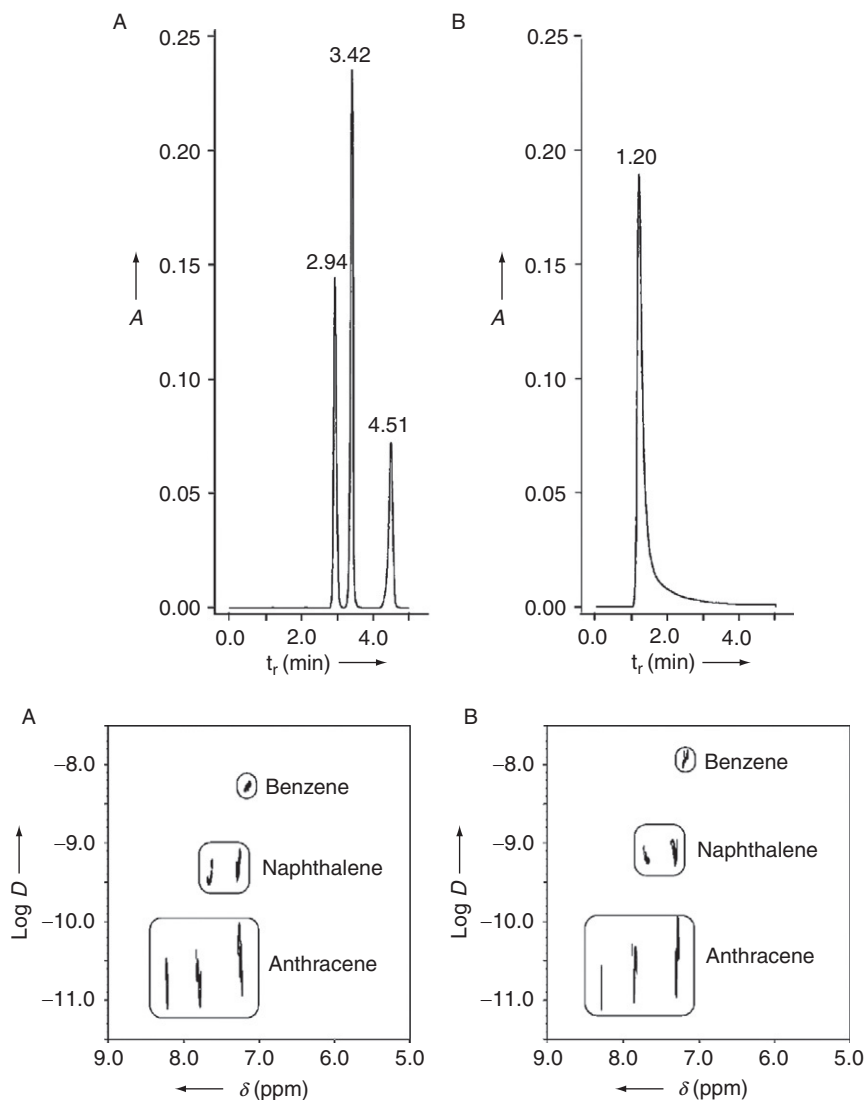 A
0.25
3.42
0.20
0.15
2.94
A
0.10
4.51
0.05
0.00
0.0 2.0 4.0
tr (min)
B
0.25
0.20
1.20
0.15
A
0.10
0.05
0.00
0.0 2.0 4.0
tr (min)
A
−8.0
Benzene
−9.0
Naphthalene
Log D
−10.0
Anthracene
−11.0
9.0 8.0 7.0 6.0 5.0
δ (ppm)
B
−8.0
Benzene
−9.0
Naphthalene
Log D
−10.0
Anthracene
−11.0
9.0 8.0 7.0 6.0 5.0
δ (ppm)